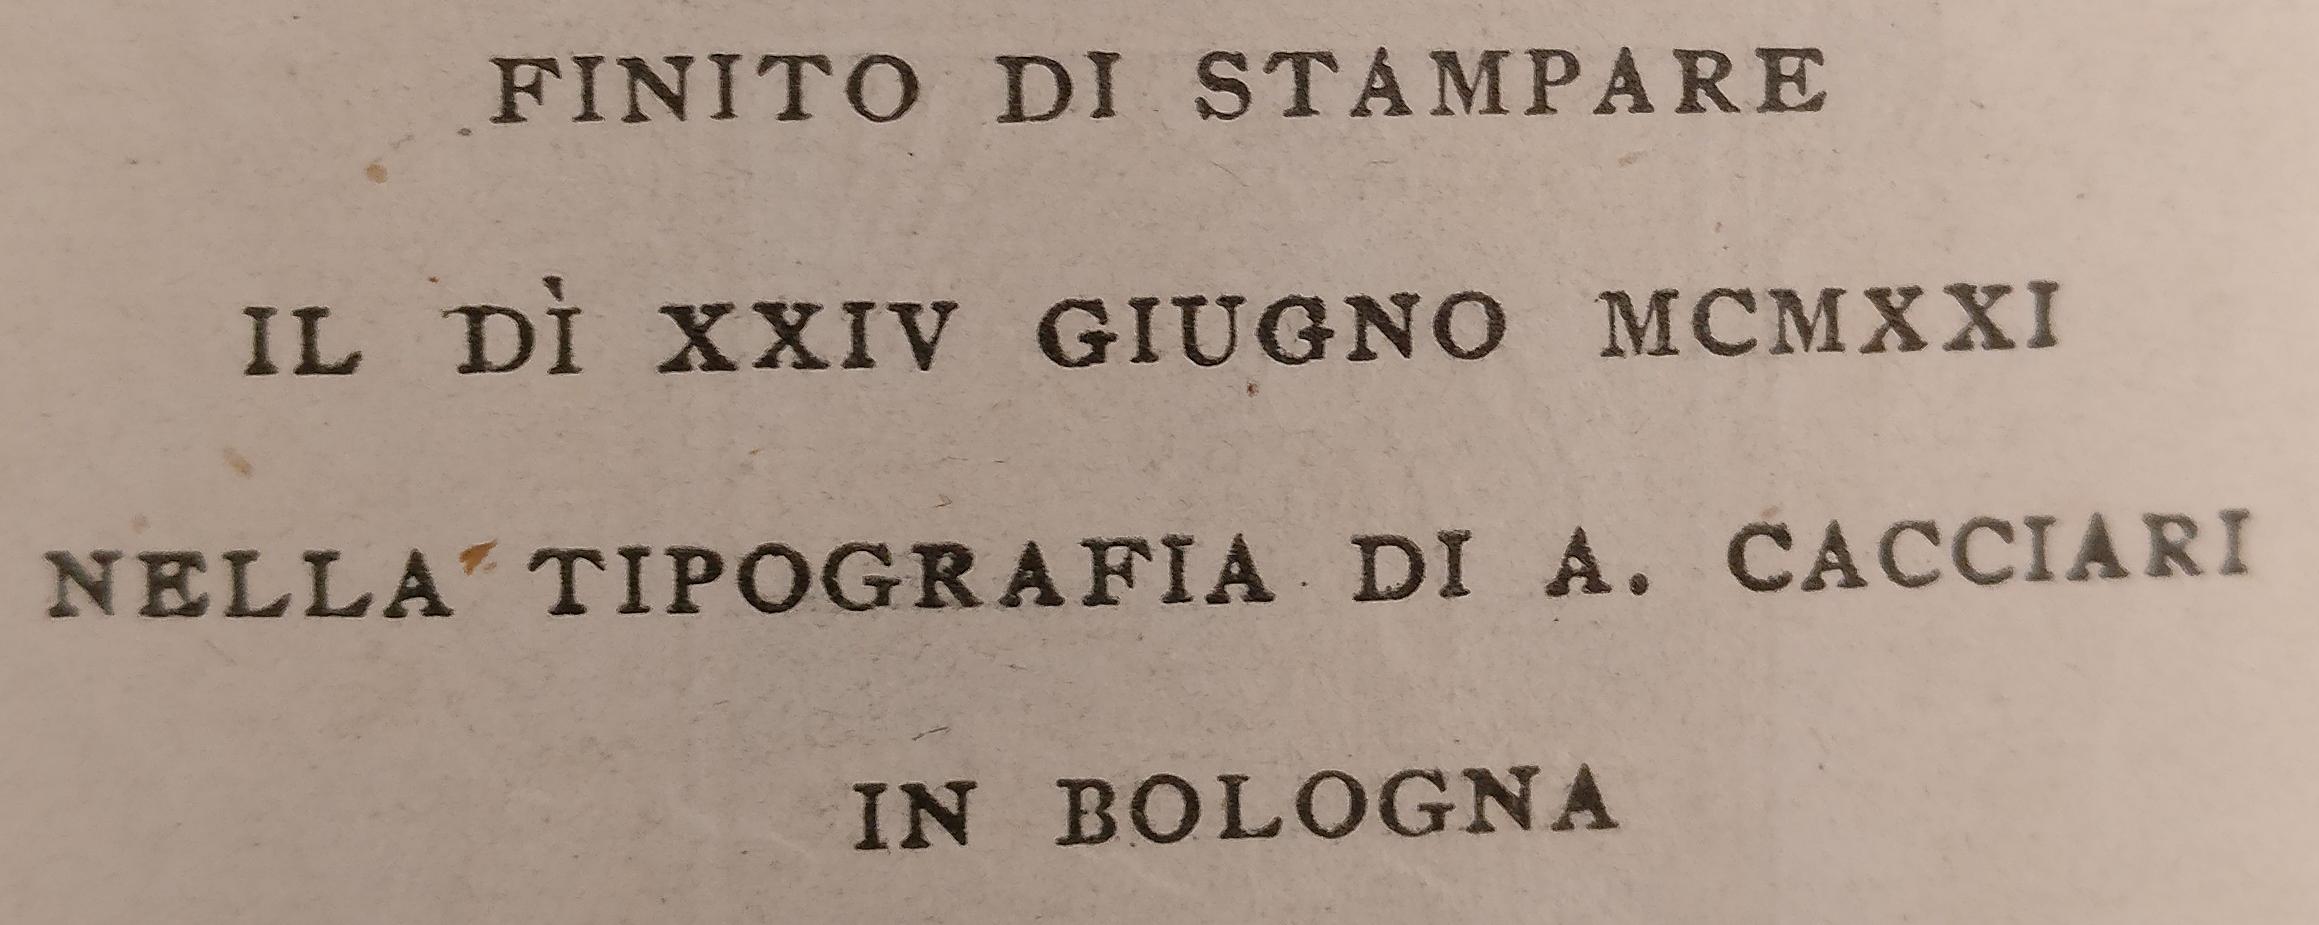 FINITO DI STAMPARE
IL DÌ XXIV GIUGNO MCMXXI
NELLA TIPOGRAFIA DI A. CACCIARI
IN BOLOGNA